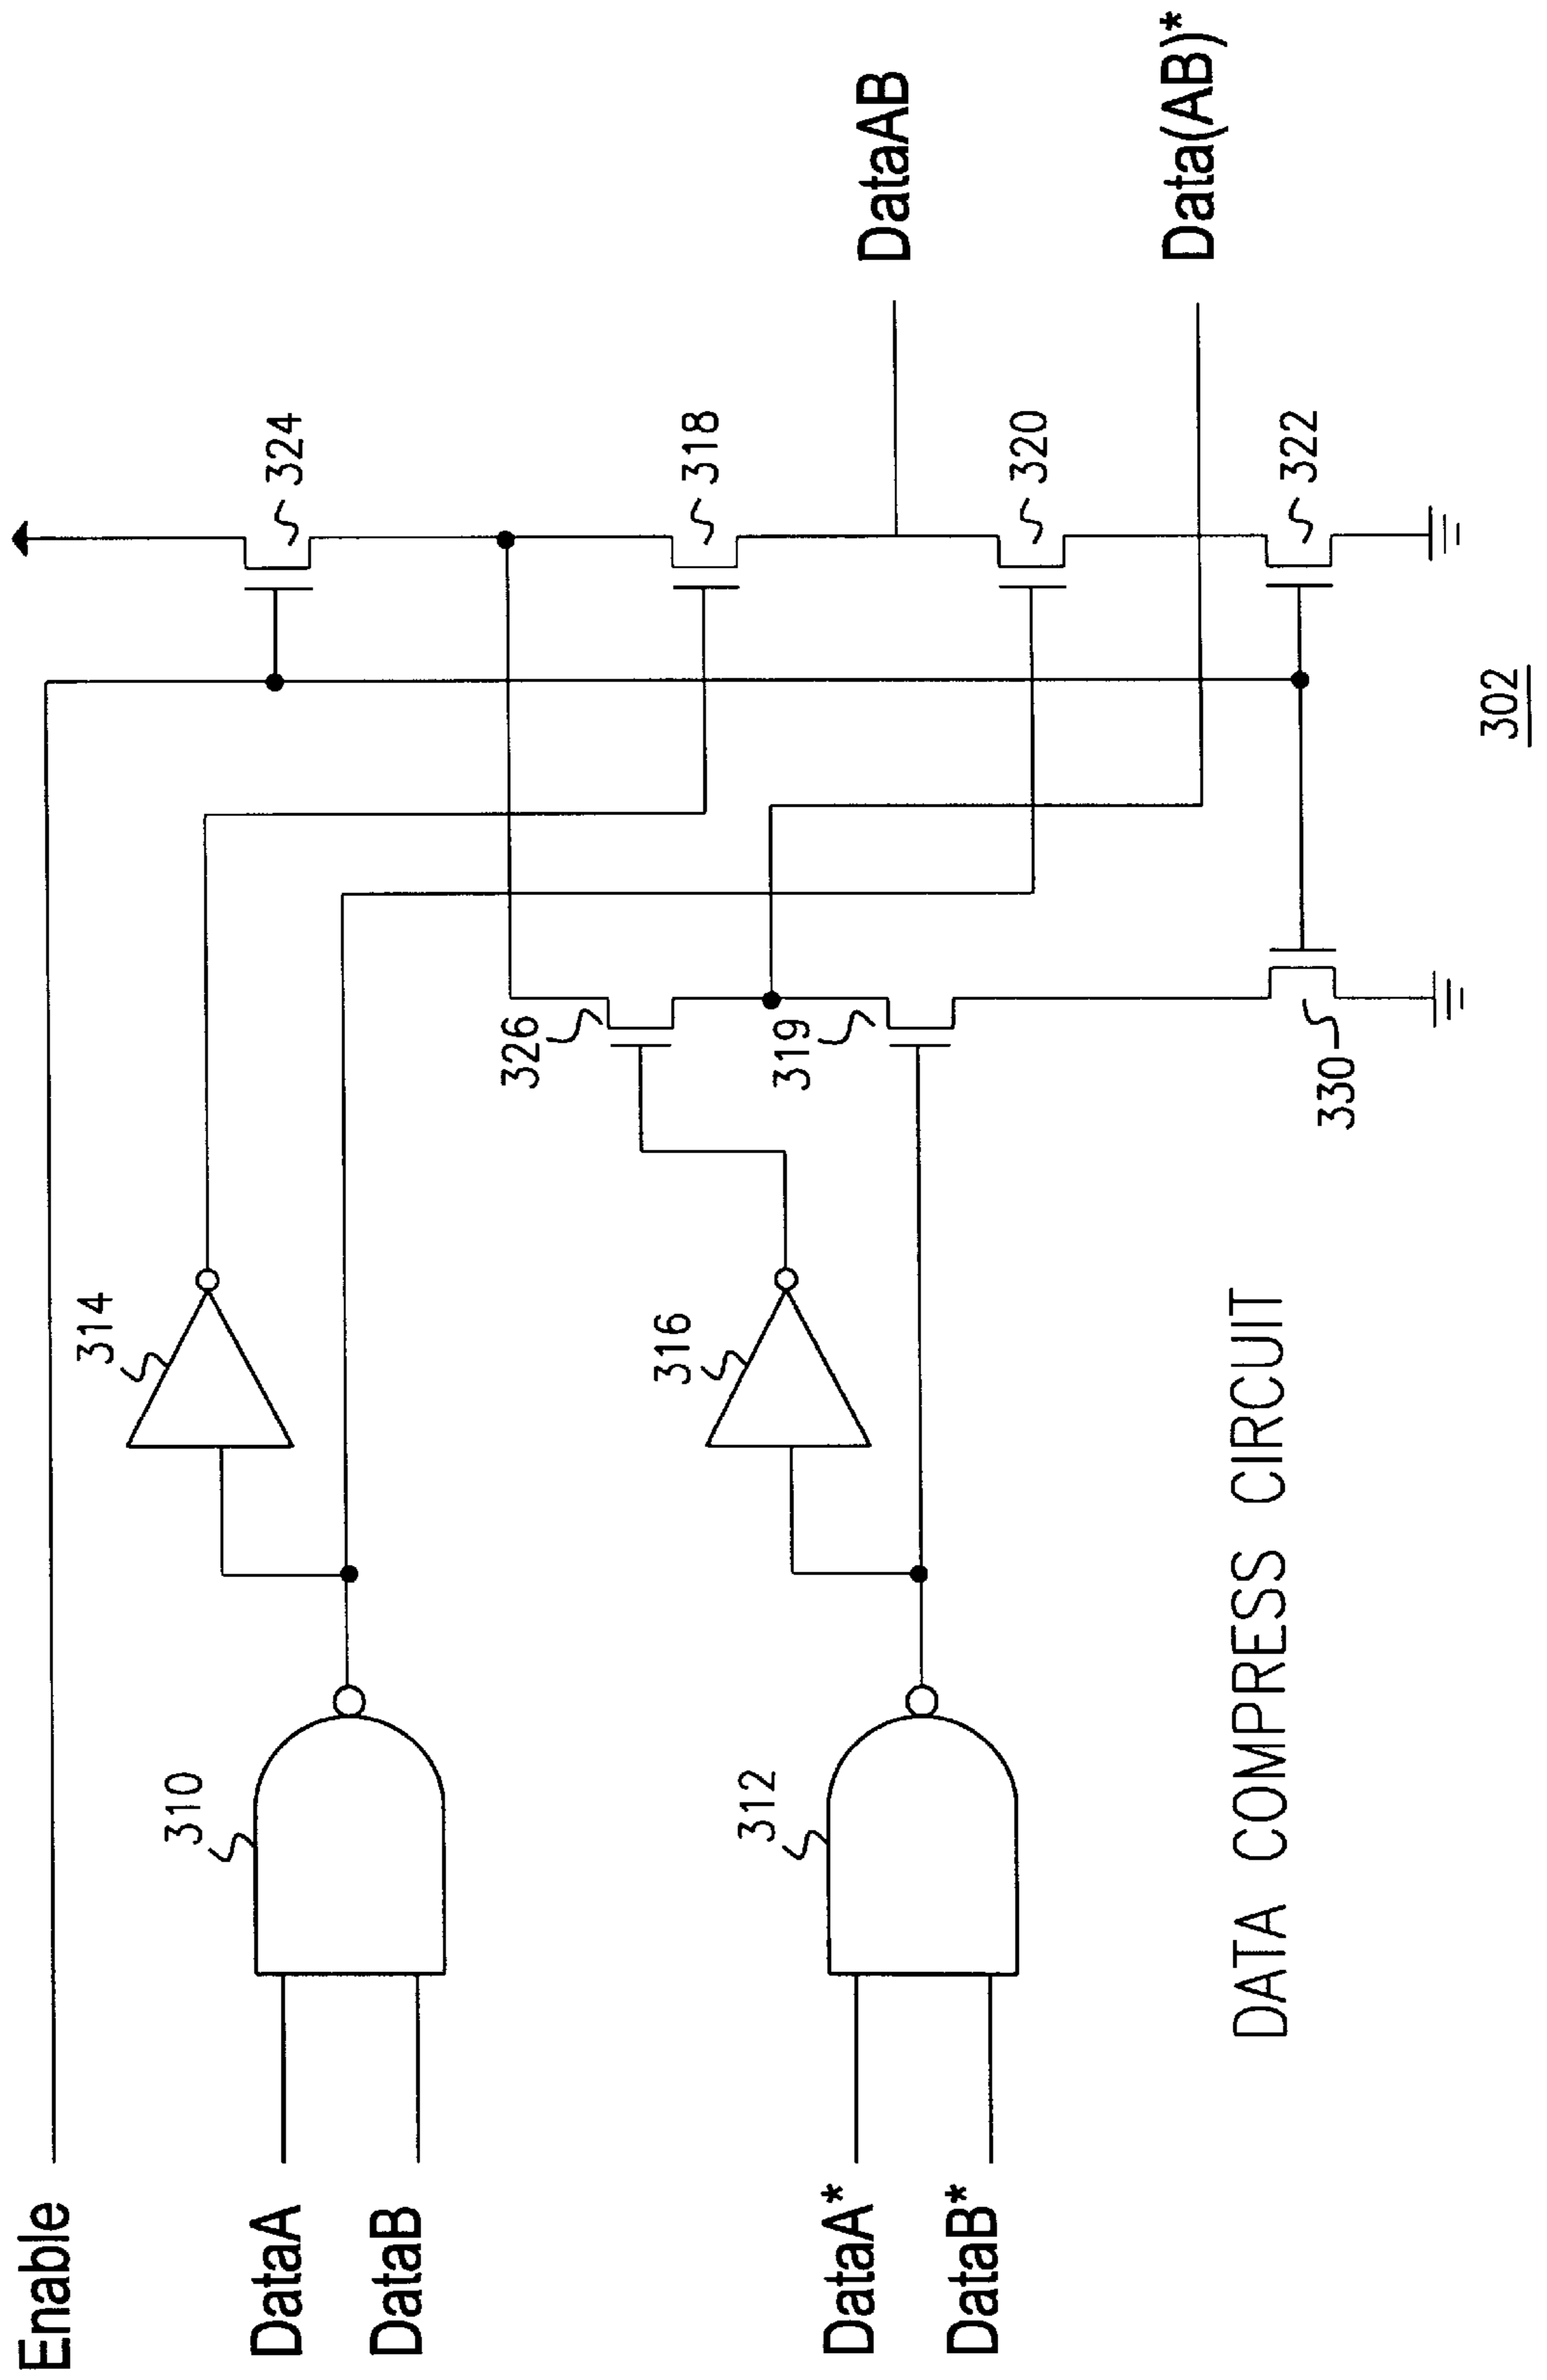 Enable
DataA
DataB
DataA*
DataB*
310
312
314
316
326
319
330
324
318
320
322
DataAB
Data(AB)*
302
DATA COMPRESS CIRCUIT